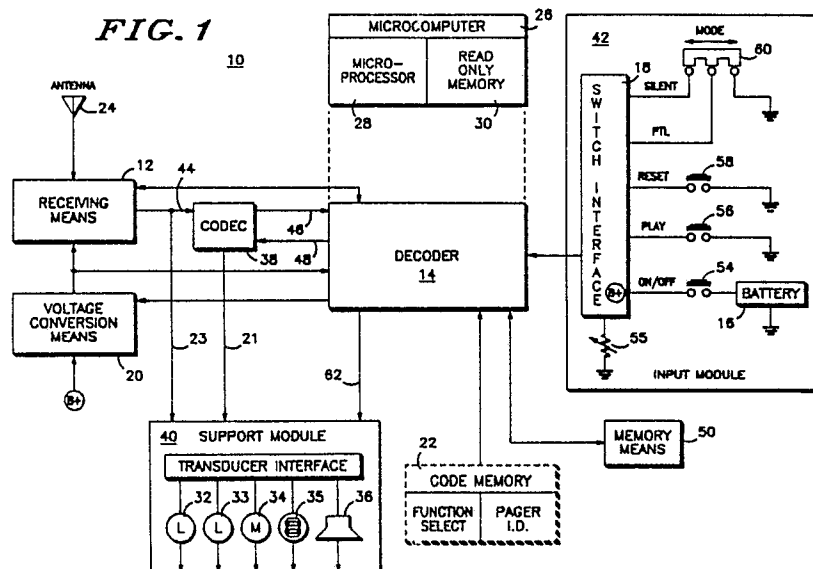 FIG. 1
10
ANTENNA
24
12
RECEIVING
MEANS
44
CODEC
38
46
48
VOLTAGE
CONVERSION
MEANS
20
B+
23
21
62
MICROCOMPUTER
26
MICRO-
PROCESSOR
28
READ
ONLY
MEMORY
30
DECODER
14
42
MODE
60
18
SWITCH INTERFACE
SILENT
PTL
RESET
58
PLAY
56
ON/OFF
54
B+
BATTERY
16
55
INPUT MODULE
40
SUPPORT MODULE
TRANSDUCER INTERFACE
32
33
34
35
36
L
L
M
22
CODE MEMORY
FUNCTION
SELECT
PAGER
I.D.
MEMORY
MEANS
50